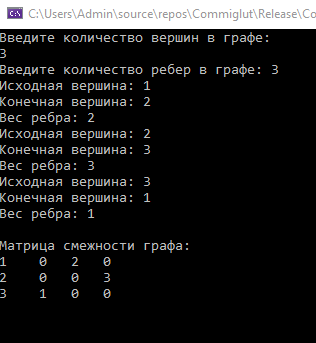 C:\Users\Admin\source\repos\Commiglut\Release\Co
Введите количество вершин в графе:
3
Введите количество ребер в графе: 3
Исходная вершина: 1
Конечная вершина: 2
Вес ребра: 2
Исходная вершина: 2
Конечная вершина: 3
Вес ребра: 3
Исходная вершина: 3
Конечная вершина: 1
Вес ребра: 1
Матрица смежности графа:
1 0 2 0
2 0 0 3
3 1 0 0